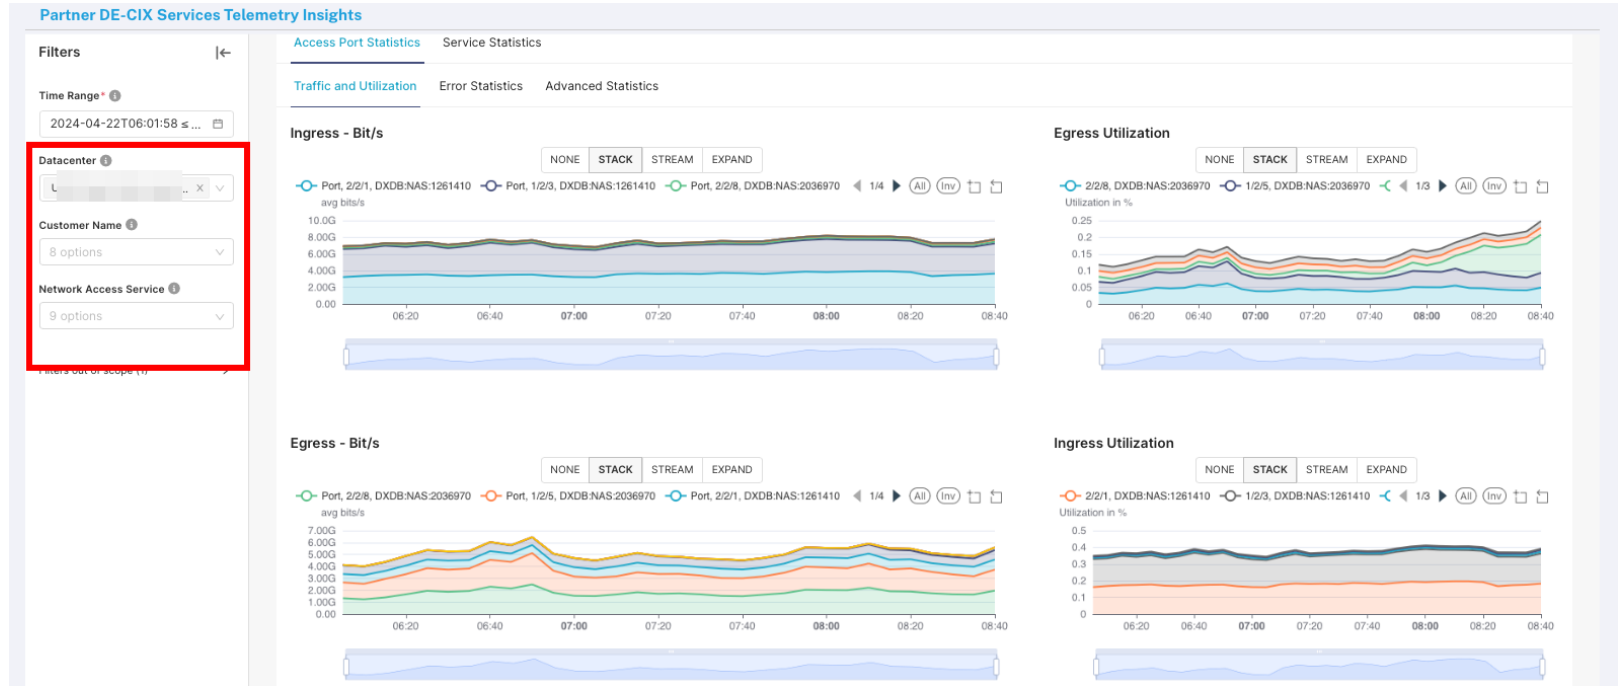 Partner DE-CIX Services Telemetry Insights
Filters
Time Range*
2024-04-22T06:01:58 ≤ ...
Datacenter
Customer Name
8 options
Network Access Service
9 options
Filters out of scope (1)
Access Port Statistics Service Statistics
Traffic and Utilization Error Statistics Advanced Statistics
Ingress - Bit/s
NONE STACK STREAM EXPAND
Port, 2/2/1, DXDB:NAS:1261410 Port, 1/2/3, DXDB:NAS:1261410 Port, 2/2/8, DXDB:NAS:2036970 1/4 All Inv
avg bits/s
10.0G
8.00G
6.00G
4.00G
2.00G
0.00
06:20 06:40 07:00 07:20 07:40 08:00 08:20 08:40
Egress Utilization
NONE STACK STREAM EXPAND
2/2/8, DXDB:NAS:2036970 1/2/5, DXDB:NAS:2036970 1/3 All Inv
Utilization in %
0.25
0.2
0.15
0.1
0.05
0
06:20 06:40 07:00 07:20 07:40 08:00 08:20 08:40
Egress - Bit/s
NONE STACK STREAM EXPAND
Port, 2/2/8, DXDB:NAS:2036970 Port, 1/2/5, DXDB:NAS:2036970 Port, 2/2/1, DXDB:NAS:1261410 1/4 All Inv
avg bits/s
7.00G
6.00G
5.00G
4.00G
3.00G
2.00G
1.00G
0.00
06:20 06:40 07:00 07:20 07:40 08:00 08:20 08:40
Ingress Utilization
NONE STACK STREAM EXPAND
2/2/1, DXDB:NAS:1261410 1/2/3, DXDB:NAS:1261410 1/3 All Inv
Utilization in %
0.5
0.4
0.3
0.2
0.1
0
06:20 06:40 07:00 07:20 07:40 08:00 08:20 08:40